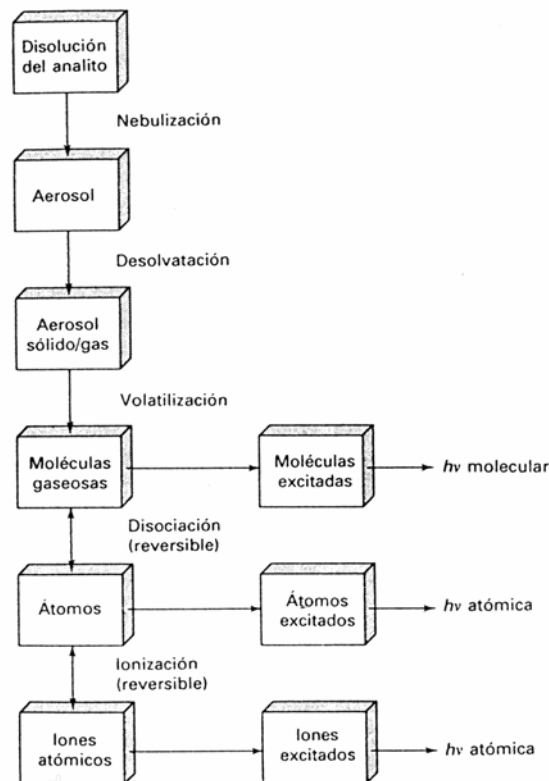 Disolución
del analito
Nebulización
Aerosol
Desolvatación
Aerosol
sólido/gas
Volatilización
Moléculas
gaseosas
Moléculas
excitadas
hν molecular
Disociación
(reversible)
Átomos
Átomos
excitados
hν atómica
Ionización
(reversible)
Iones
atómicos
Iones
excitados
hν atómica